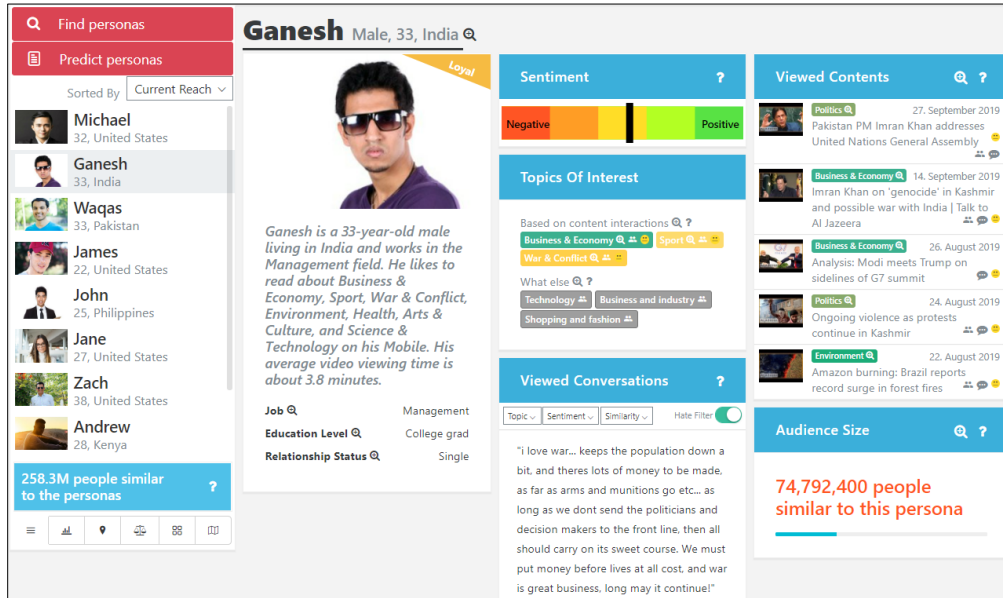 Find personas
Predict personas
Sorted By Current Reach
Michael
32, United States
Ganesh
33, India
Waqas
33, Pakistan
James
22, United States
John
25, Philippines
Jane
27, United States
Zach
38, United States
Andrew
28, Kenya
258.3M people similar
to the personas
?
Ganesh Male, 33, India
Loyal
Ganesh is a 33-year-old male
living in India and works in the
Management field. He likes to
read about Business &
Economy, Sport, War & Conflict,
Environment, Health, Arts &
Culture, and Science &
Technology on his Mobile. His
average video viewing time is
about 3.8 minutes.
Job Management
Education Level College grad
Relationship Status Single
Sentiment ?
Negative Positive
Topics Of Interest
Based on content interactions ?
Business & Economy Sport
War & Conflict
What else ?
Technology Business and industry
Shopping and fashion
Viewed Conversations ?
Topic Sentiment Similarity Hate Filter
"i love war... keeps the population down a
bit, and theres lots of money to be made,
as far as arms and munitions go etc... as
long as we dont send the politicians and
decision makers to the front line, then all
should carry on its sweet course. We must
put money before lives at all cost, and war
is great business, long may it continue!"
Viewed Contents ?
Politics 27. September 2019
Pakistan PM Imran Khan addresses
United Nations General Assembly
Business & Economy 14. September 2019
Imran Khan on 'genocide' in Kashmir
and possible war with India | Talk to
Al Jazeera
Business & Economy 26. August 2019
Analysis: Modi meets Trump on
sidelines of G7 summit
Politics 24. August 2019
Ongoing violence as protests
continue in Kashmir
Environment 22. August 2019
Amazon burning: Brazil reports
record surge in forest fires
Audience Size ?
74,792,400 people
similar to this persona